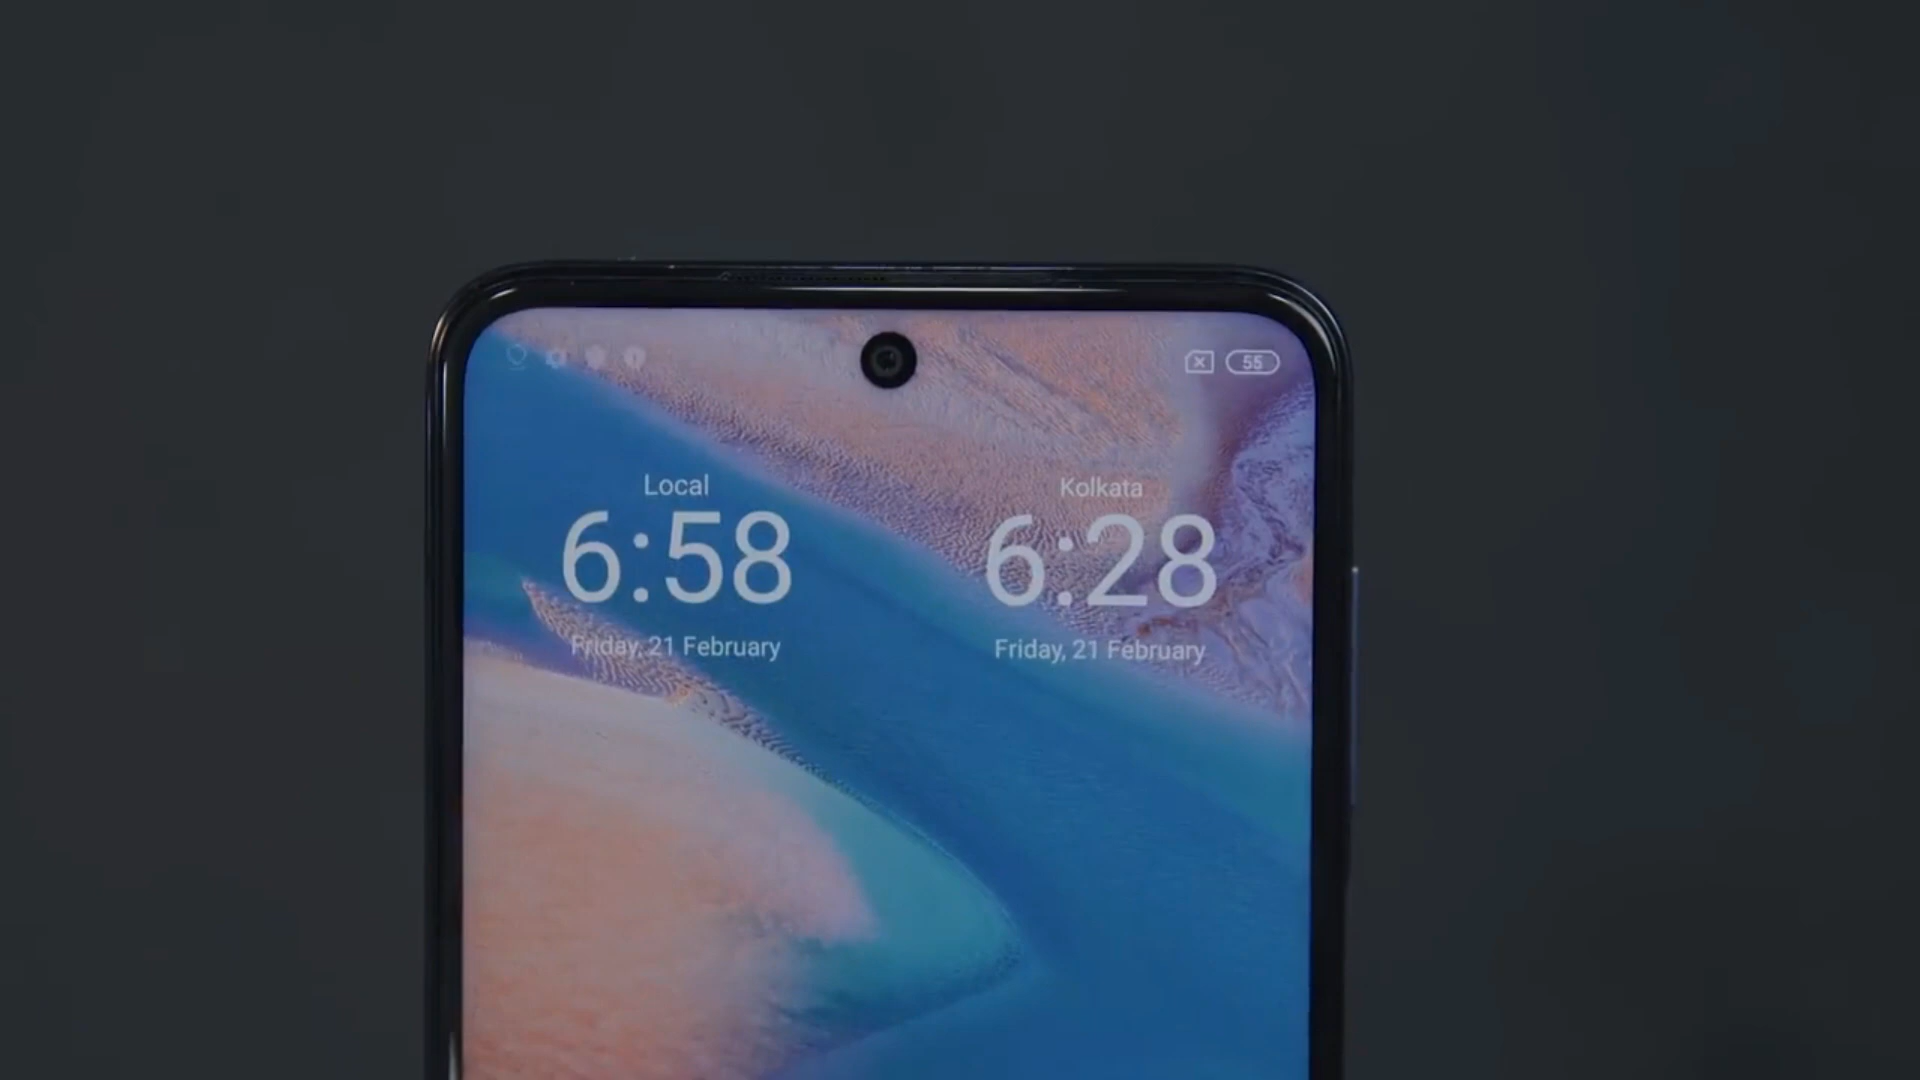 55
Local
Kolkata
6:58
6:28
Friday, 21 February
Friday, 21 February